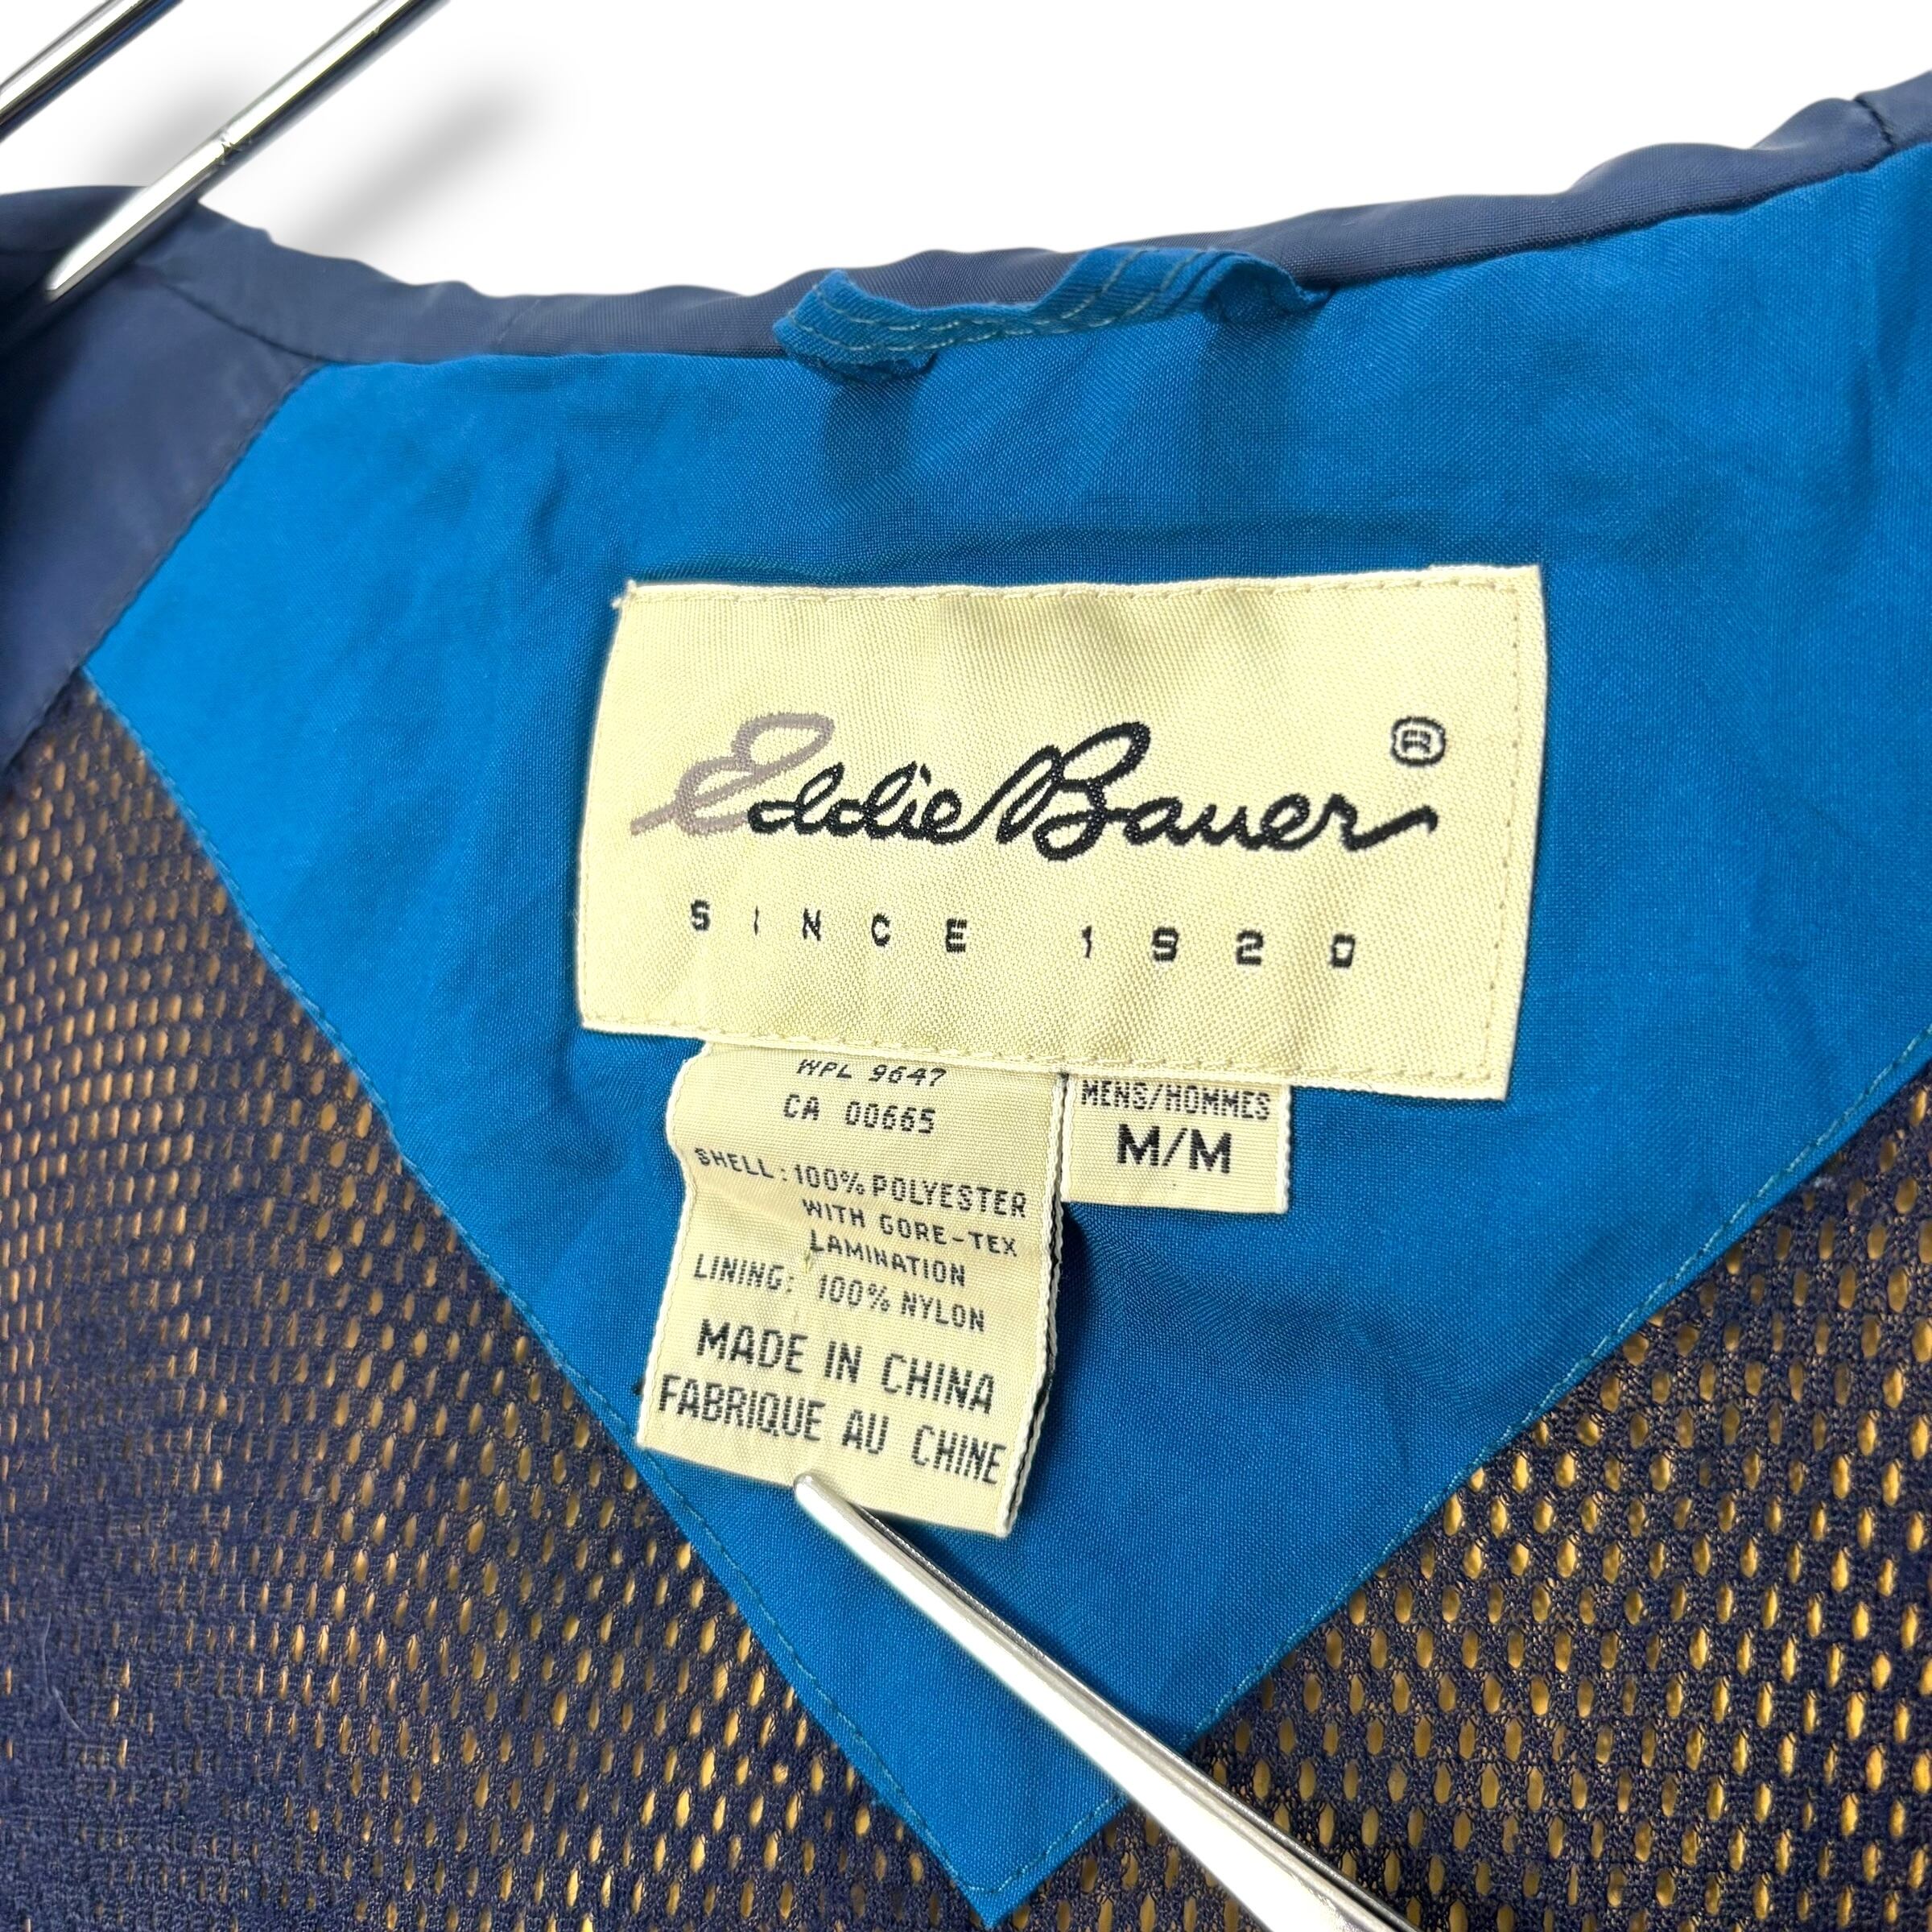 Eddie Bauer ®
SINCE 1920
WPL 9647
CA 00665
SHELL: 100% POLYESTER
WITH GORE-TEX
LAMINATION
LINING: 100% NYLON
MADE IN CHINA
FABRIQUE AU CHINE
MENS/HOMMES
M/M